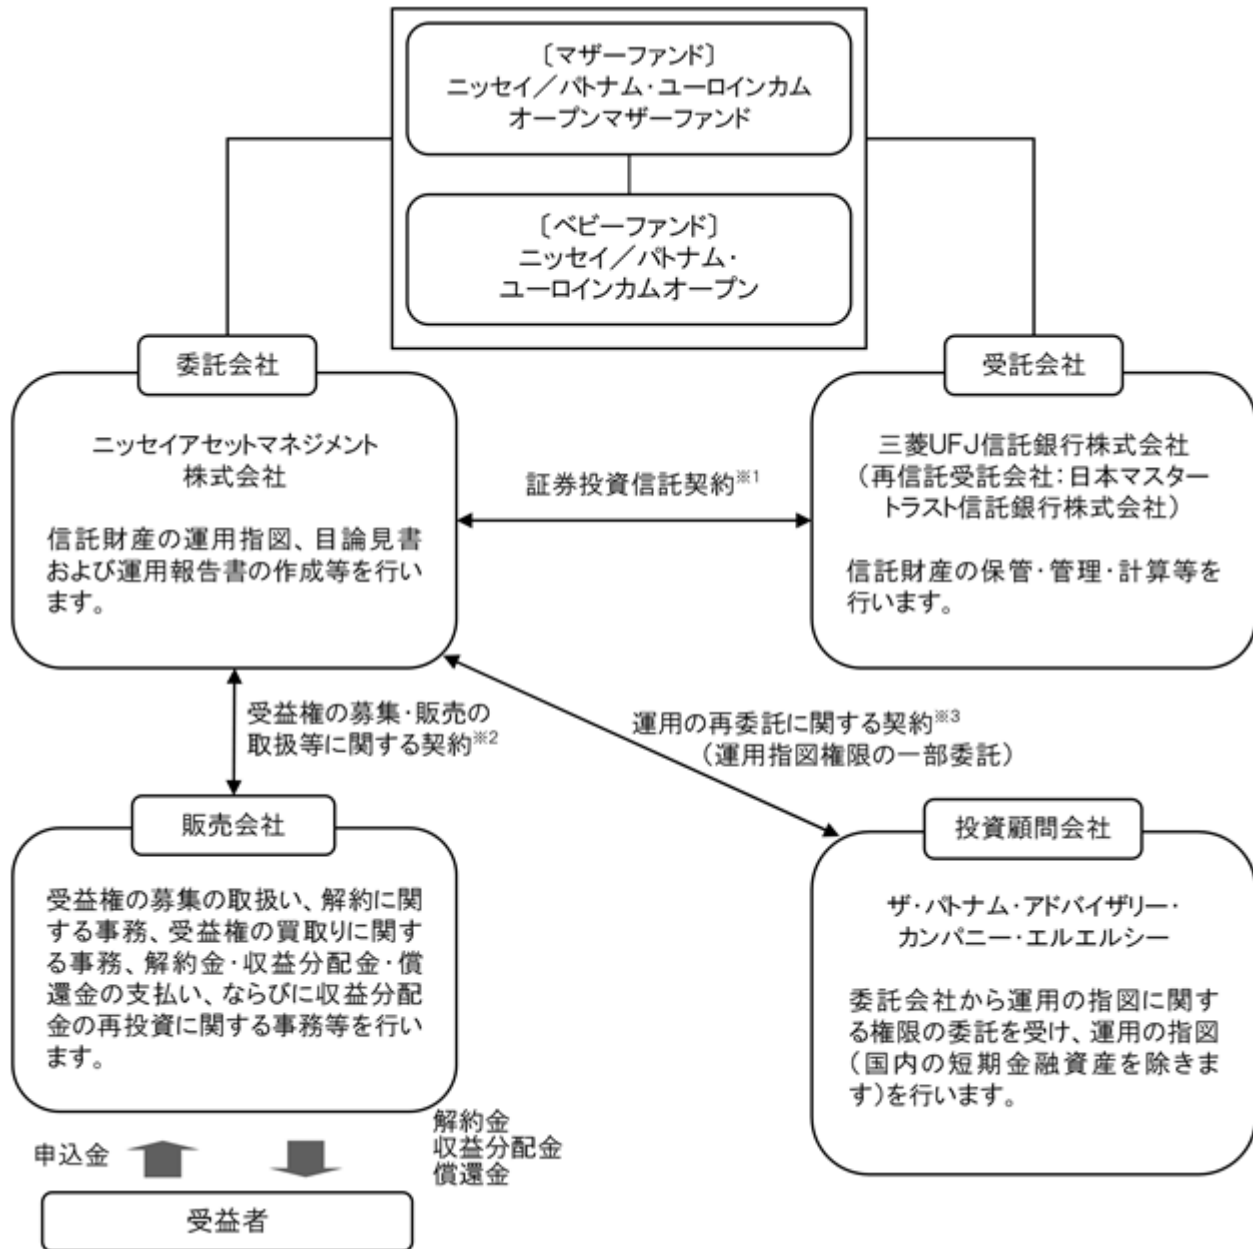 〔マザーファンド〕
ニッセイ／パトナム・ユーロインカム
オープンマザーファンド
〔ベビーファンド〕
ニッセイ／パトナム・
ユーロインカムオープン
委託会社
ニッセイアセットマネジメント
株式会社
信託財産の運用指図、目論見書
および運用報告書の作成等を行い
ます。
証券投資信託契約※1
受託会社
三菱UFJ信託銀行株式会社
（再信託受託会社：日本マスター
トラスト信託銀行株式会社）
信託財産の保管・管理・計算等を
行います。
受益権の募集・販売の
取扱等に関する契約※2
運用の再委託に関する契約※3
（運用指図権限の一部委託）
販売会社
受益権の募集の取扱い、解約に関
する事務、受益権の買取りに関す
る事務、解約金・収益分配金・償
還金の支払い、ならびに収益分配
金の再投資に関する事務等を行い
ます。
投資顧問会社
ザ・パトナム・アドバイザリー・
カンパニー・エルエルシー
委託会社から運用の指図に関す
る権限の委託を受け、運用の指図
（国内の短期金融資産を除きま
す）を行います。
申込金
解約金
収益分配金
償還金
受益者